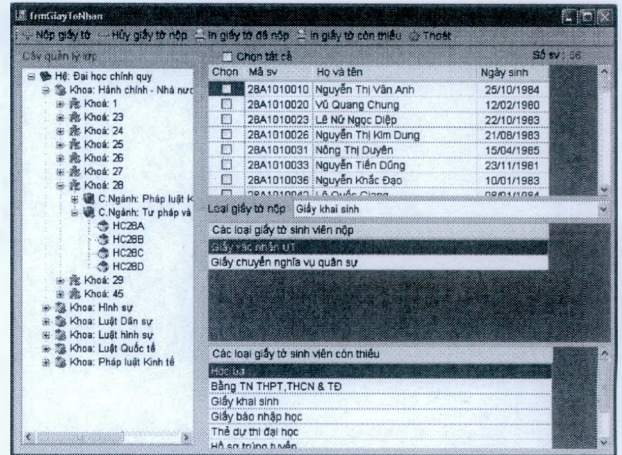 frmGiayToNhan
Nộp giấy tờ Hủy giấy tờ nộp In giấy tờ đã nộp In giấy tờ còn thiếu Thoát
Cây quản lý lớp
Hệ: Đại học chính quy
Khoa: Hành chính - Nhà nước
Khoá: 1
Khoá: 23
Khoá: 24
Khoá: 25
Khoá: 26
Khoá: 27
Khoá: 28
C.Ngành: Pháp luật K
C.Ngành: Tư pháp và
HC28A
HC28B
HC28C
HC28D
Khoá: 29
Khoá: 45
Khoa: Hình sự
Khoa: Luật Dân sự
Khoa: Luật hình sự
Khoa: Luật Quốc tế
Khoa: Pháp luật Kinh tế
Chọn tất cả Số sv: 66
Chọn Mã sv Họ và tên Ngày sinh
28A1010010 Nguyễn Thị Vân Anh 25/10/1984
28A1010020 Vũ Quang Chung 12/02/1980
28A1010023 Lê Nữ Ngọc Diệp 22/10/1983
28A1010026 Nguyễn Thị Kim Dung 21/08/1983
28A1010031 Nông Thị Duyên 15/04/1985
28A1010033 Nguyễn Tiến Dũng 23/11/1981
28A1010036 Nguyễn Khắc Đạo 10/01/1983
28A1010042 Lê Quốc Giang 08/01/1984
Loại giấy tờ nộp Giấy khai sinh
Các loại giấy tờ sinh viên nộp
Giấy xác nhận UT
Giấy chuyển nghĩa vụ quân sự
Các loại giấy tờ sinh viên còn thiếu
Học bạ
Bằng TN THPT,THCN & TĐ
Giấy khai sinh
Giấy báo nhập học
Thẻ dự thi đại học
Hồ sơ trúng tuyển